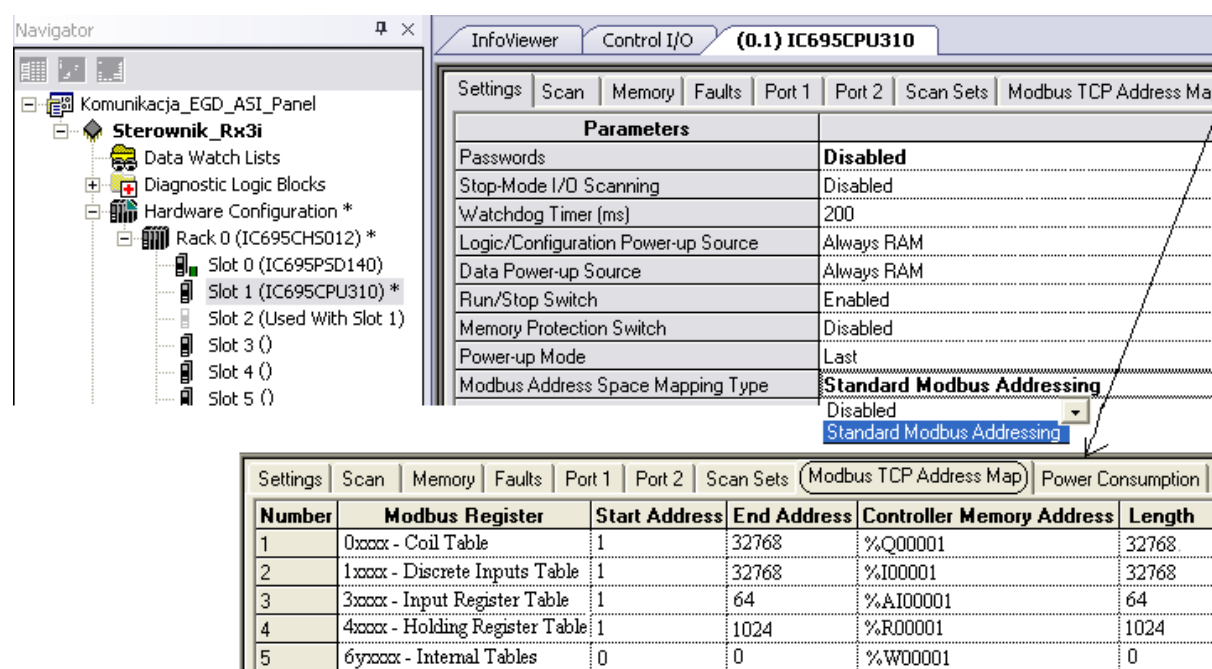 Navigator
InfoViewer Control I/O (0.1) IC695CPU310
Komunikacja_EGD_ASI_Panel
Sterownik_Rx3i
Data Watch Lists
Diagnostic Logic Blocks
Hardware Configuration *
Rack 0 (IC695CHS012) *
Slot 0 (IC695PSD140)
Slot 1 (IC695CPU310) *
Slot 2 (Used With Slot 1)
Slot 3 ()
Slot 4 ()
Slot 5 ()
Settings Scan Memory Faults Port 1 Port 2 Scan Sets Modbus TCP Address Ma
Parameters
Passwords Disabled
Stop-Mode I/O Scanning Disabled
Watchdog Timer (ms) 200
Logic/Configuration Power-up Source Always RAM
Data Power-up Source Always RAM
Run/Stop Switch Enabled
Memory Protection Switch Disabled
Power-up Mode Last
Modbus Address Space Mapping Type Standard Modbus Addressing
Disabled
Standard Modbus Addressing
Settings Scan Memory Faults Port 1 Port 2 Scan Sets Modbus TCP Address Map Power Consumption
Number Modbus Register Start Address End Address Controller Memory Address Length
1 0xxxx - Coil Table 1 32768 %Q00001 32768
2 1xxxx - Discrete Inputs Table 1 32768 %I00001 32768
3 3xxxx - Input Register Table 1 64 %AI00001 64
4 4xxxx - Holding Register Table 1 1024 %R00001 1024
5 6yxxxx - Internal Tables 0 0 %W00001 0